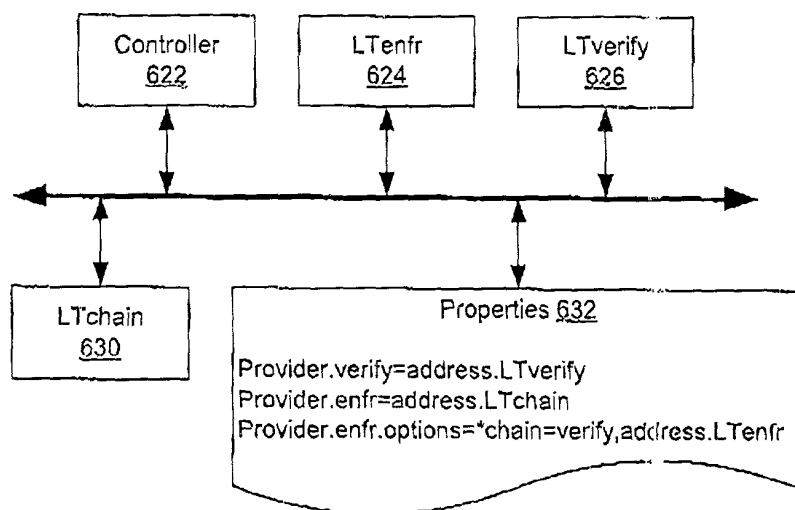 Controller
622
LTenfr
624
LTverify
626
LTchain
630
Properties 632
Provider.verify=address.LTverify
Provider.enfr=address.LTchain
Provider.enfr.options=*chain=verify,address.LTenfr